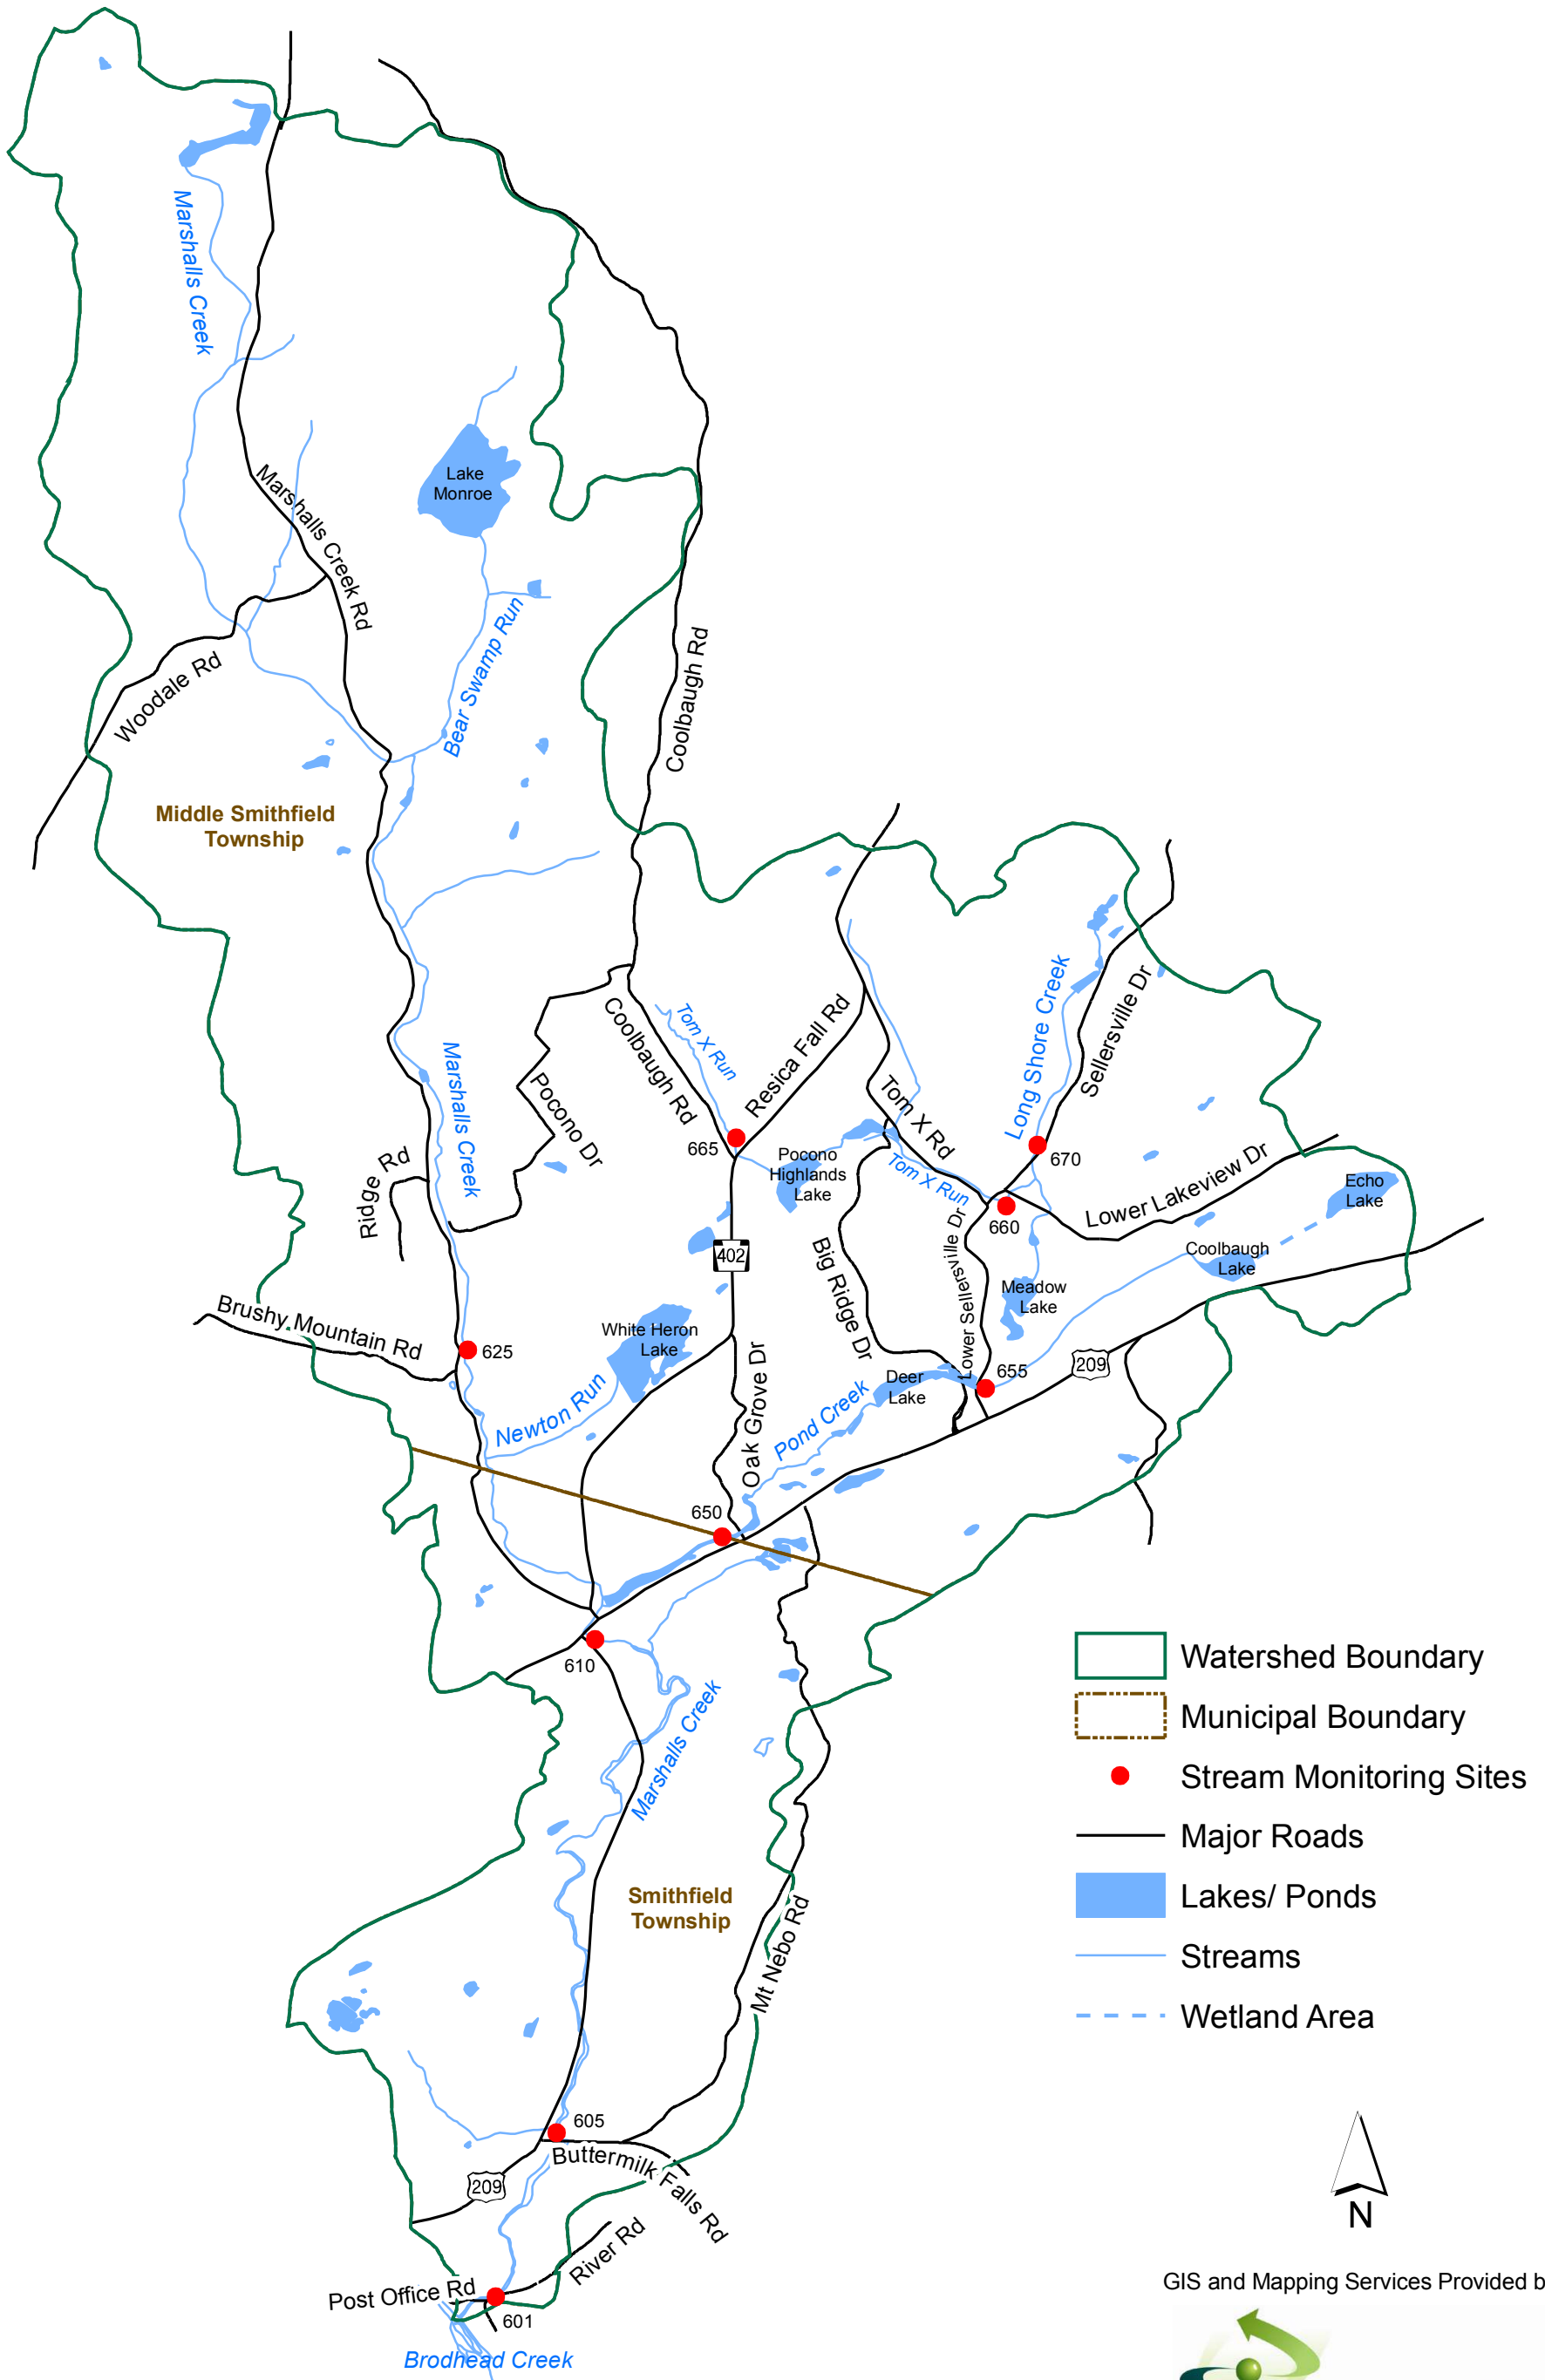 Marshalls Creek
Lake
Monroe
Marshalls Creek Rd
Bear Swamp Run
Woodale Rd
Coolbaugh Rd
Middle Smithfield
Township
Marshalls Creek
Coolbaugh Rd
Tom X Run
Resica Fall Rd
Tom X Rd
Long Shore Creek
Sellersville Dr
Pocono Dr
665
670
Ridge Rd
Pocono
Highlands
Lake
Tom X Run
660
Lower Lakeview Dr
Echo
Lake
Coolbaugh
Lake
402
Big Ridge Dr
Lower Sellersville Dr
Meadow
Lake
Brushy Mountain Rd
625
White Heron
Lake
Newton Run
Oak Grove Dr
Pond Creek
Deer
Lake
655
209
650
610
Marshalls Creek
Smithfield
Township
Mt Nebo Rd
605
Buttermilk Falls Rd
209
River Rd
Post Office Rd
601
Brodhead Creek
Watershed Boundary
Municipal Boundary
Stream Monitoring Sites
Major Roads
Lakes/ Ponds
Streams
Wetland Area
N
GIS and Mapping Services Provided b